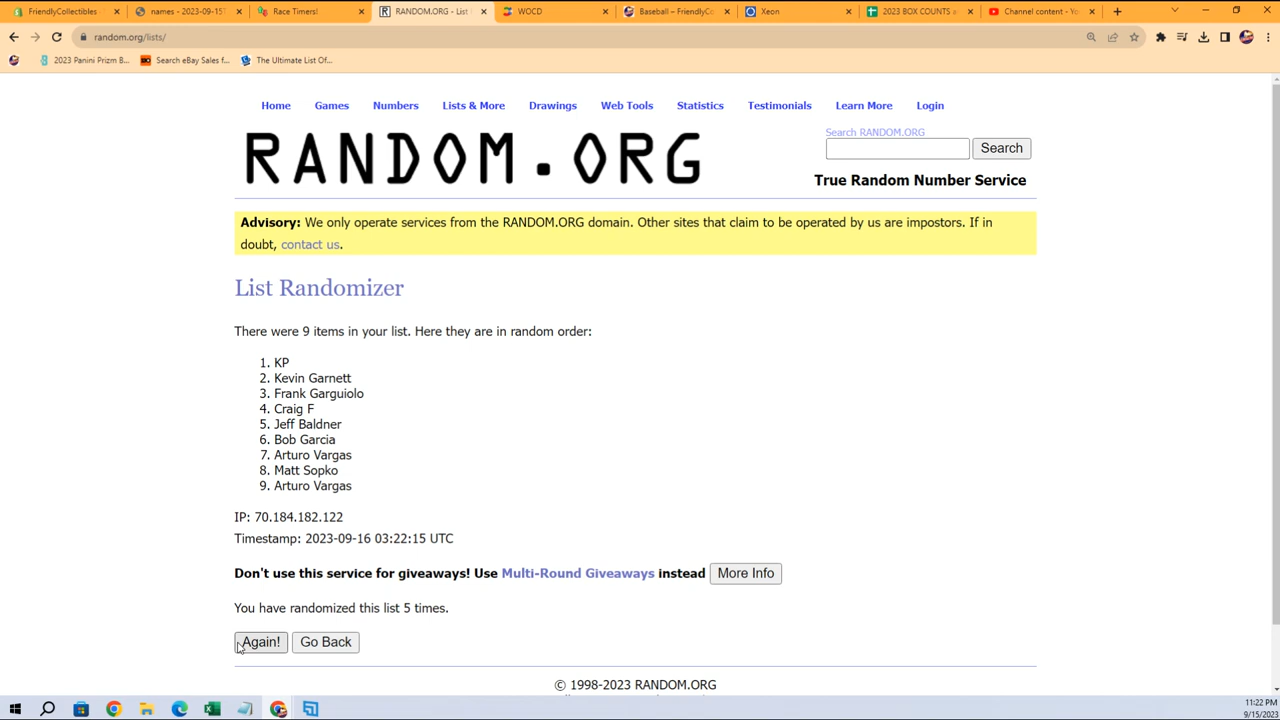 FriendlyCollectibles
names - 2023-09-15T
Race Timers!
RANDOM.ORG - List
WOCD
Baseball – FriendlyCo
Xeon
2023 BOX COUNTS a
Channel content - Yo
random.org/lists/
2023 Panini Prizm B...
Search eBay Sales f...
The Ultimate List Of...
Home Games Numbers Lists & More Drawings Web Tools Statistics Testimonials Learn More Login
RANDOM.ORG
Search RANDOM.ORG
Search
True Random Number Service
Advisory: We only operate services from the RANDOM.ORG domain. Other sites that claim to be operated by us are impostors. If in
doubt, contact us.
List Randomizer
There were 9 items in your list. Here they are in random order:
1. KP
2. Kevin Garnett
3. Frank Garguiolo
4. Craig F
5. Jeff Baldner
6. Bob Garcia
7. Arturo Vargas
8. Matt Sopko
9. Arturo Vargas
IP: 70.184.182.122
Timestamp: 2023-09-16 03:22:15 UTC
Don't use this service for giveaways! Use Multi-Round Giveaways instead More Info
You have randomized this list 5 times.
Again! Go Back
© 1998-2023 RANDOM.ORG
11:22 PM
9/15/2023